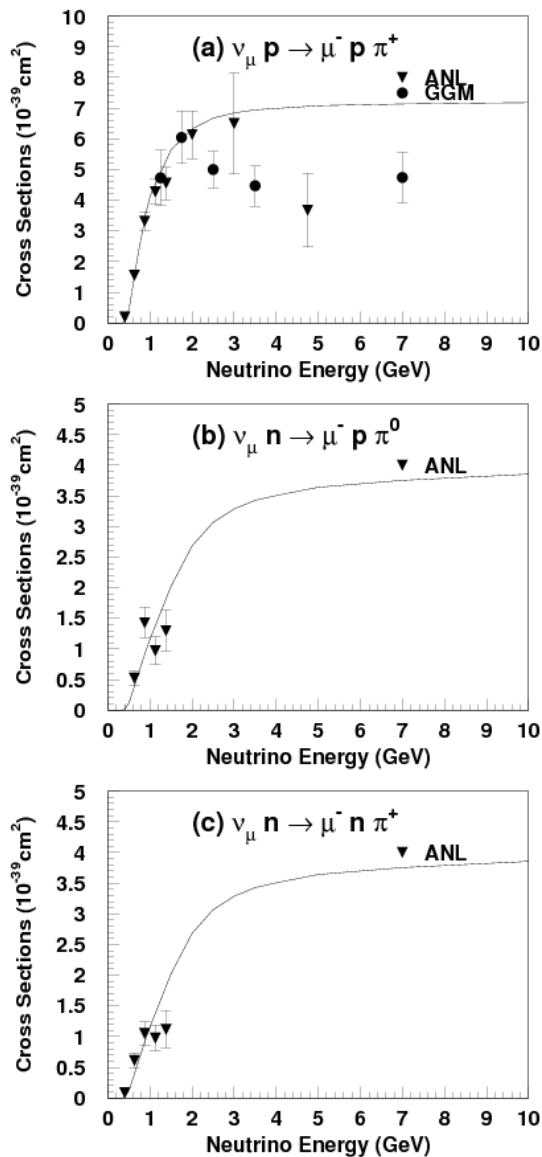 Cross Sections (10⁻³⁹cm²)
10
9
8
7
6
5
4
3
2
1
0
(a) νμ p → μ⁻ p π⁺
ANL
GGM
0 1 2 3 4 5 6 7 8 9 10
Neutrino Energy (GeV)
Cross Sections (10⁻³⁹cm²)
5
4.5
4
3.5
3
2.5
2
1.5
1
0.5
0
(b) νμ n → μ⁻ p π⁰
ANL
0 1 2 3 4 5 6 7 8 9 10
Neutrino Energy (GeV)
Cross Sections (10⁻³⁹cm²)
5
4.5
4
3.5
3
2.5
2
1.5
1
0.5
0
(c) νμ n → μ⁻ n π⁺
ANL
0 1 2 3 4 5 6 7 8 9 10
Neutrino Energy (GeV)